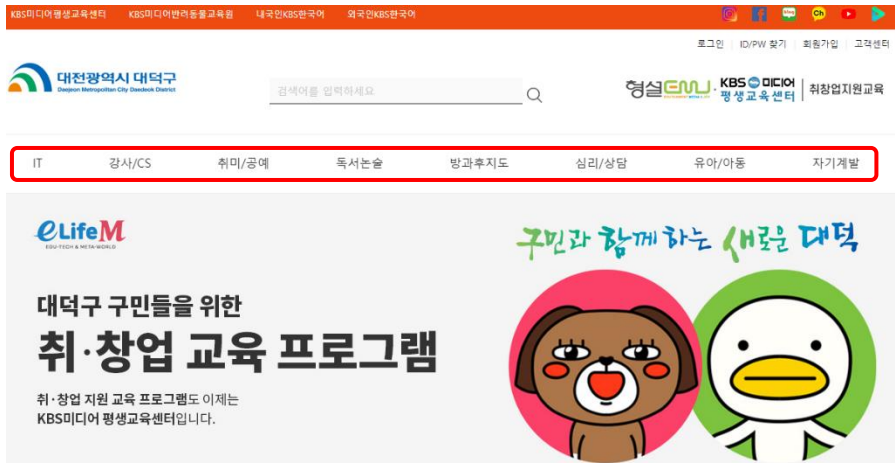 KBS미디어평생교육센터 KBS미디어반려동물교육원 내국인KBS한국어 외국인KBS한국어
로그인 ID/PW 찾기 회원가입 고객센터
대전광역시 대덕구
Daejeon Metropolitan City Daedeok District
검색어를 입력하세요
형설EMJ · KBS 미디어 평생교육센터 취창업지원교육
IT 강사/CS 취미/공예 독서논술 방과후지도 심리/상담 유아/아동 자기계발
eLifeM
EDU-TECH & META-WORLD
구민과 함께하는 새로운 대덕
대덕구 구민들을 위한
취·창업 교육 프로그램
취·창업 지원 교육 프로그램도 이제는
KBS미디어 평생교육센터입니다.